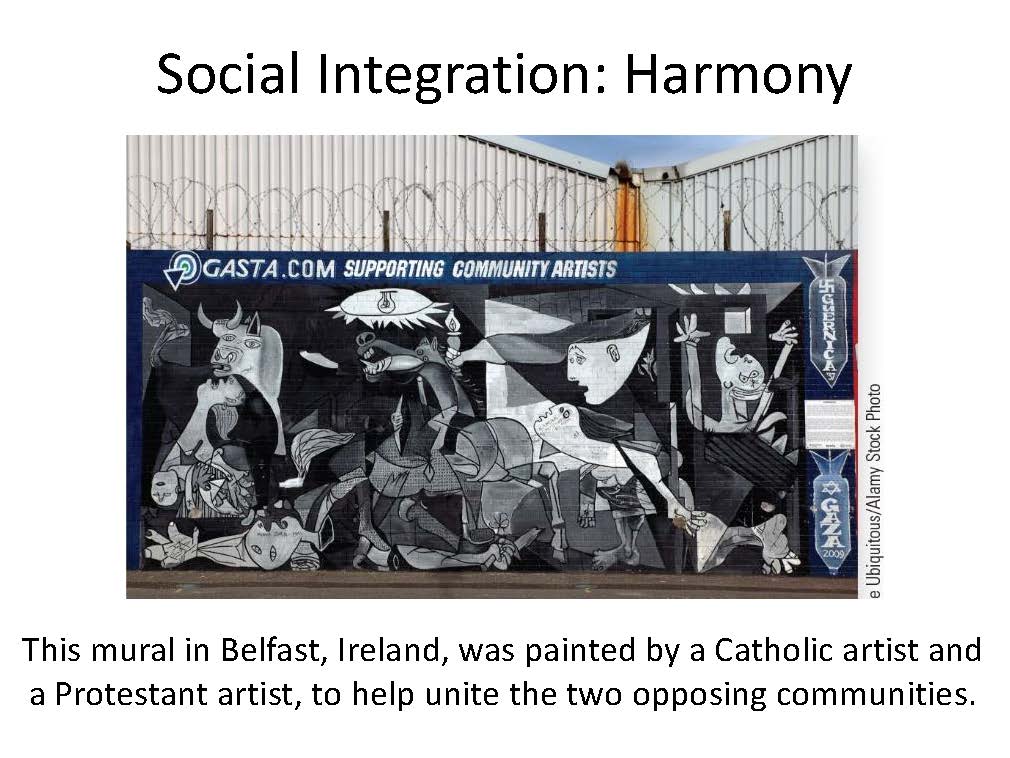 Social Integration: Harmony
GASTA.COM SUPPORTING COMMUNITY ARTISTS
GUERNICA
GAZA
2009
e Ubiquitous/Alamy Stock Photo
This mural in Belfast, Ireland, was painted by a Catholic artist and
a Protestant artist, to help unite the two opposing communities.